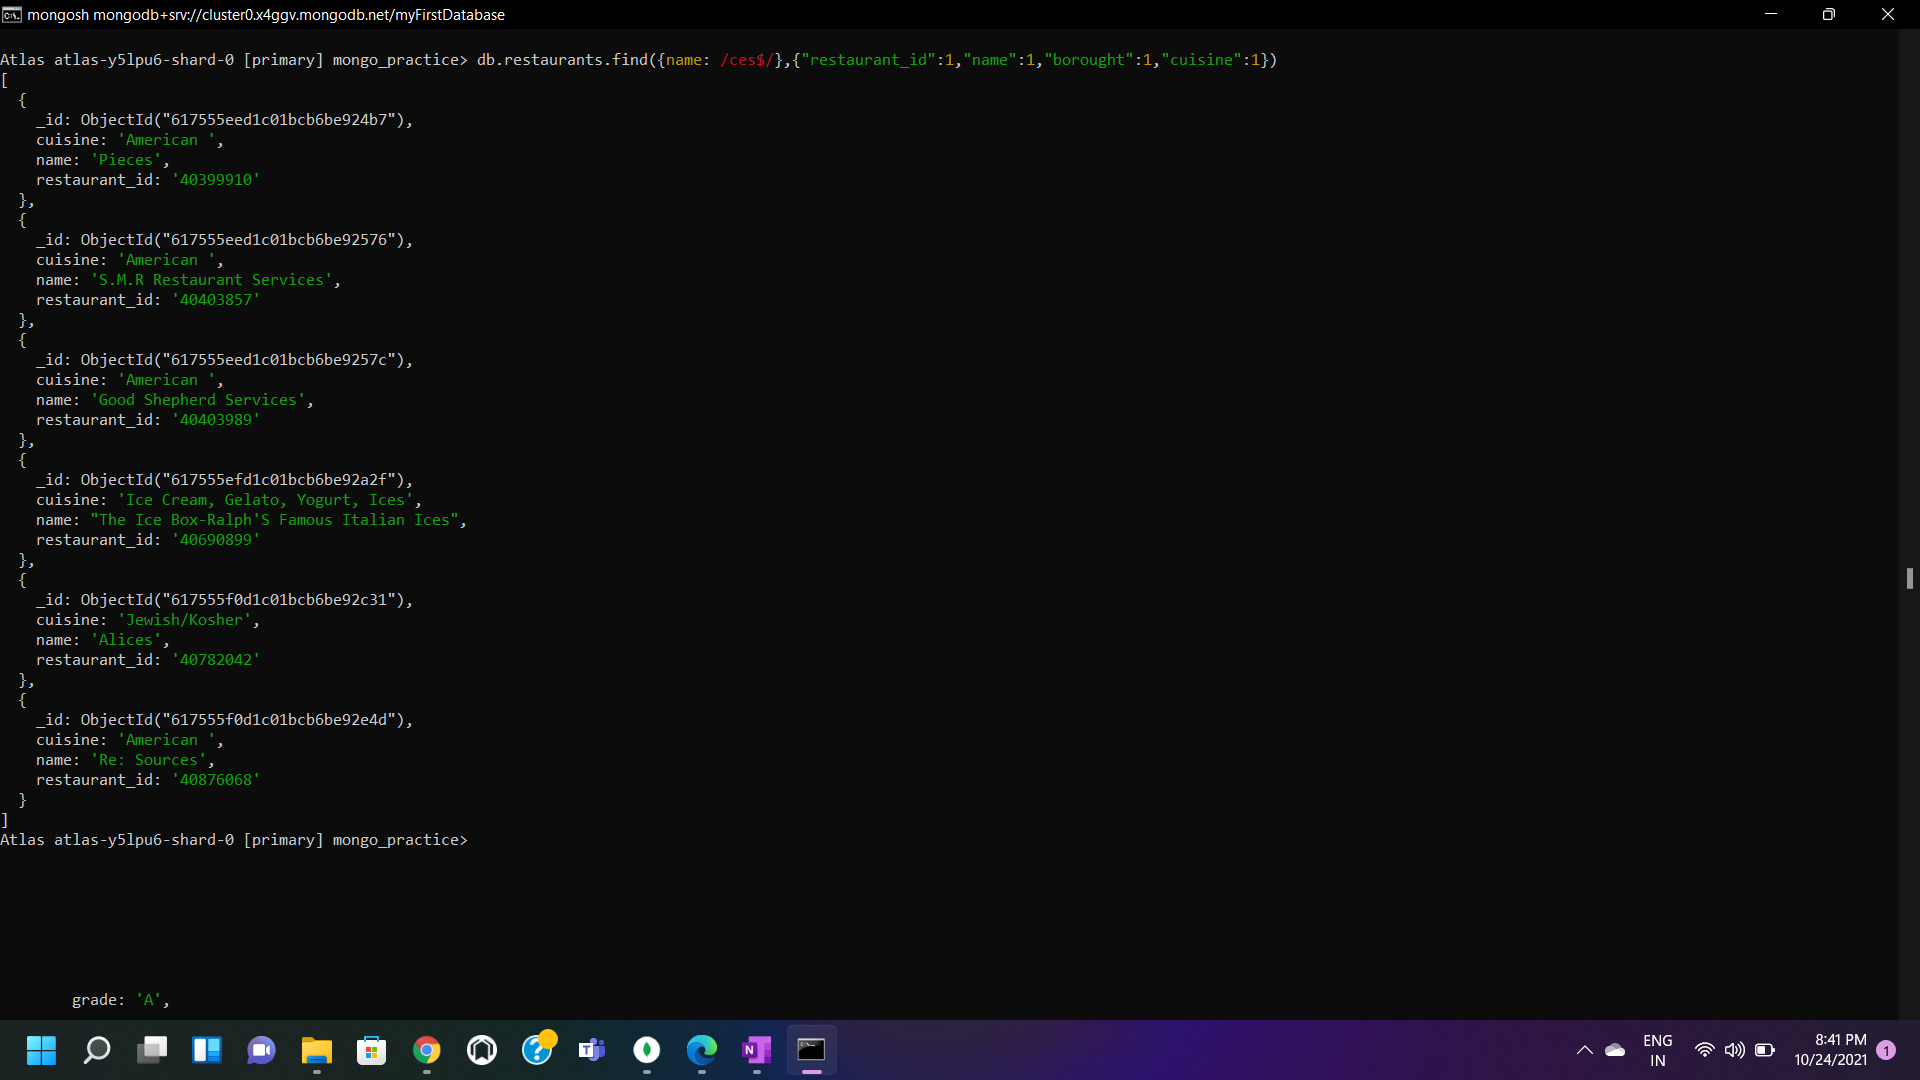 mongosh mongodb+srv://cluster0.x4ggv.mongodb.net/myFirstDatabase
Atlas atlas-y5lpu6-shard-0 [primary] mongo_practice> db.restaurants.find({name: /ces$/},{"restaurant_id":1,"name":1,"borought":1,"cuisine":1})
[
  {
    _id: ObjectId("617555eed1c01bcb6be924b7"),
    cuisine: 'American ',
    name: 'Pieces',
    restaurant_id: '40399910'
  },
  {
    _id: ObjectId("617555eed1c01bcb6be92576"),
    cuisine: 'American ',
    name: 'S.M.R Restaurant Services',
    restaurant_id: '40403857'
  },
  {
    _id: ObjectId("617555eed1c01bcb6be9257c"),
    cuisine: 'American ',
    name: 'Good Shepherd Services',
    restaurant_id: '40403989'
  },
  {
    _id: ObjectId("617555efd1c01bcb6be92a2f"),
    cuisine: 'Ice Cream, Gelato, Yogurt, Ices',
    name: "The Ice Box-Ralph'S Famous Italian Ices",
    restaurant_id: '40690899'
  },
  {
    _id: ObjectId("617555f0d1c01bcb6be92c31"),
    cuisine: 'Jewish/Kosher',
    name: 'Alices',
    restaurant_id: '40782042'
  },
  {
    _id: ObjectId("617555f0d1c01bcb6be92e4d"),
    cuisine: 'American ',
    name: 'Re: Sources',
    restaurant_id: '40876068'
  }
]
Atlas atlas-y5lpu6-shard-0 [primary] mongo_practice>
        grade: 'A',
ENG
IN
8:41 PM
10/24/2021
1